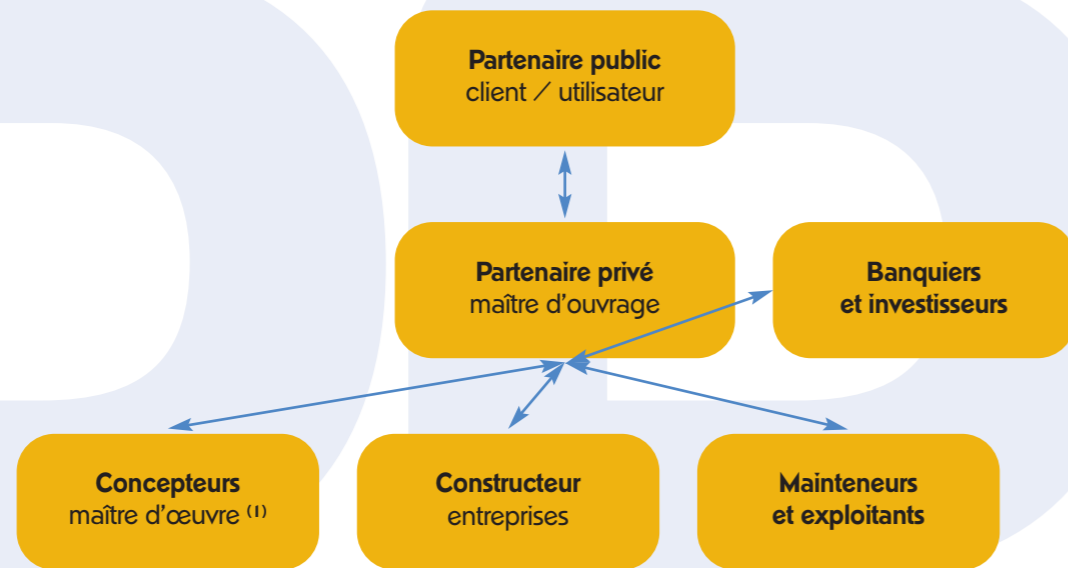 Partenaire public
client / utilisateur
Partenaire privé
maître d'ouvrage
Banquiers
et investisseurs
Concepteurs
maître d'œuvre (1)
Constructeur
entreprises
Mainteneurs
et exploitants